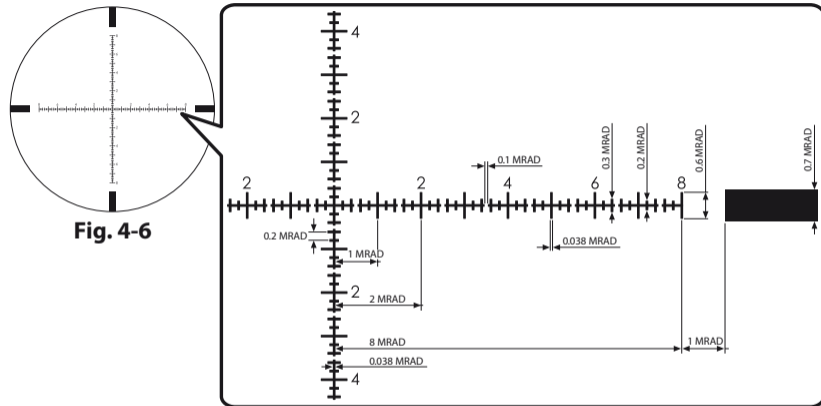 4
2
0.1 MRAD
0.3 MRAD
0.2 MRAD
0.6 MRAD
0.7 MRAD
2
2
4
6
8
Fig. 4-6
0.2 MRAD
0.038 MRAD
1 MRAD
2
2 MRAD
8 MRAD
1 MRAD
0.038 MRAD
4